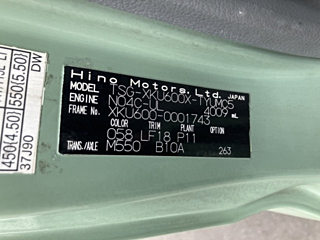 Hino Motors, Ltd. JAPAN
MODEL TSG-XKU600X-TYUMC5
ENGINE N04C-U 4009 mL
FRAME No. XKU600-0001743
COLOR TRIM PLANT OPTION
058 LF18 P11
TRANS./AXLE M550 B10A 263
450(4.50) 550(5.50)
37J90 DW